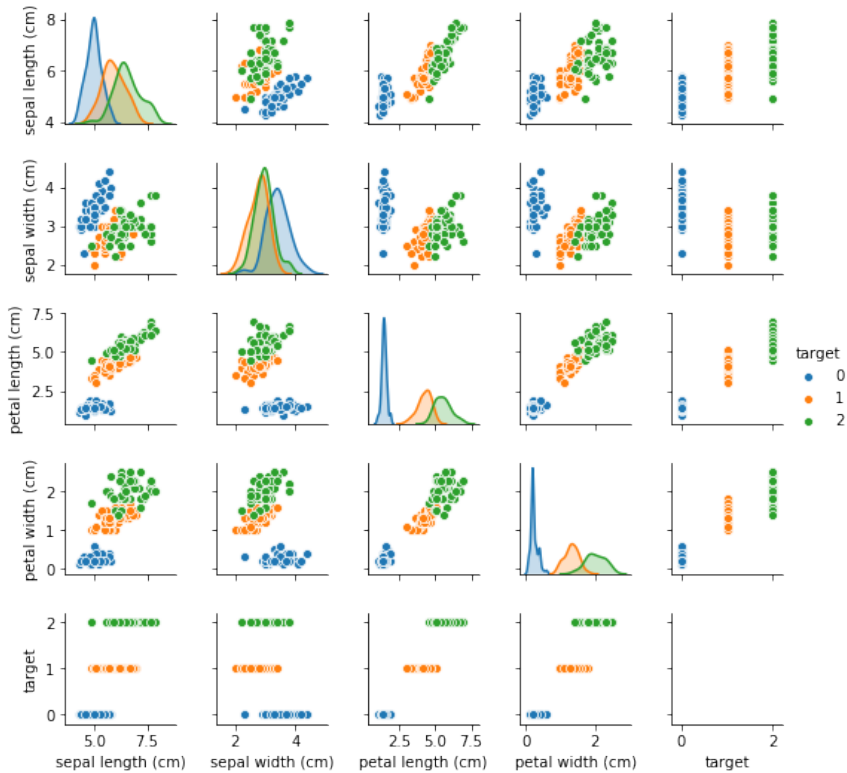 sepal length (cm)
8
6
4
sepal width (cm)
4
3
2
petal length (cm)
7.5
5.0
2.5
target
0
1
2
petal width (cm)
2
1
0
target
2
1
0
5.0 7.5
2 4
2.5 5.0 7.5
0 2
0 2
sepal length (cm) sepal width (cm) petal length (cm) petal width (cm) target